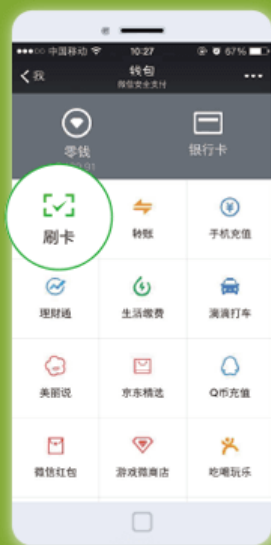 中国移动 10:27 67%
我 钱包
微信安全支付
零钱 银行卡
刷卡 转账 手机充值
理财通 生活缴费 滴滴打车
美丽说 京东精选 Q币充值
微信红包 游戏微商店 吃喝玩乐